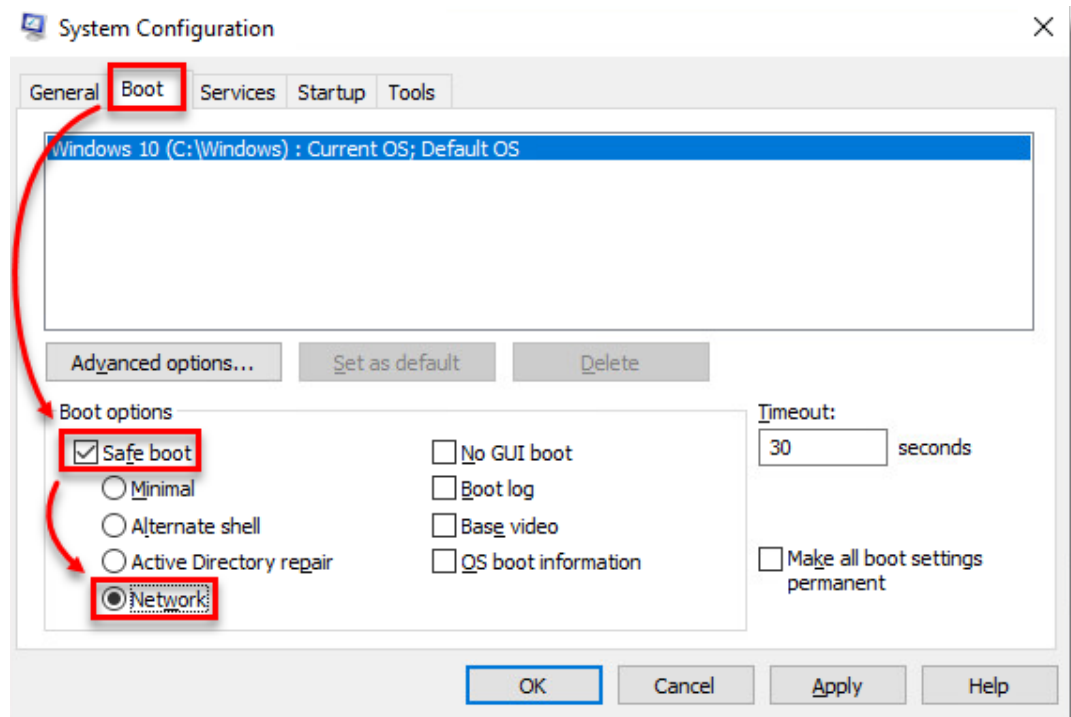 System Configuration
General Boot Services Startup Tools
Windows 10 (C:\Windows) : Current OS; Default OS
Advanced options... Set as default Delete
Boot options
Timeout:
Safe boot No GUI boot 30 seconds
Minimal Boot log
Alternate shell Base video
Active Directory repair OS boot information Make all boot settings
permanent
Network
OK Cancel Apply Help